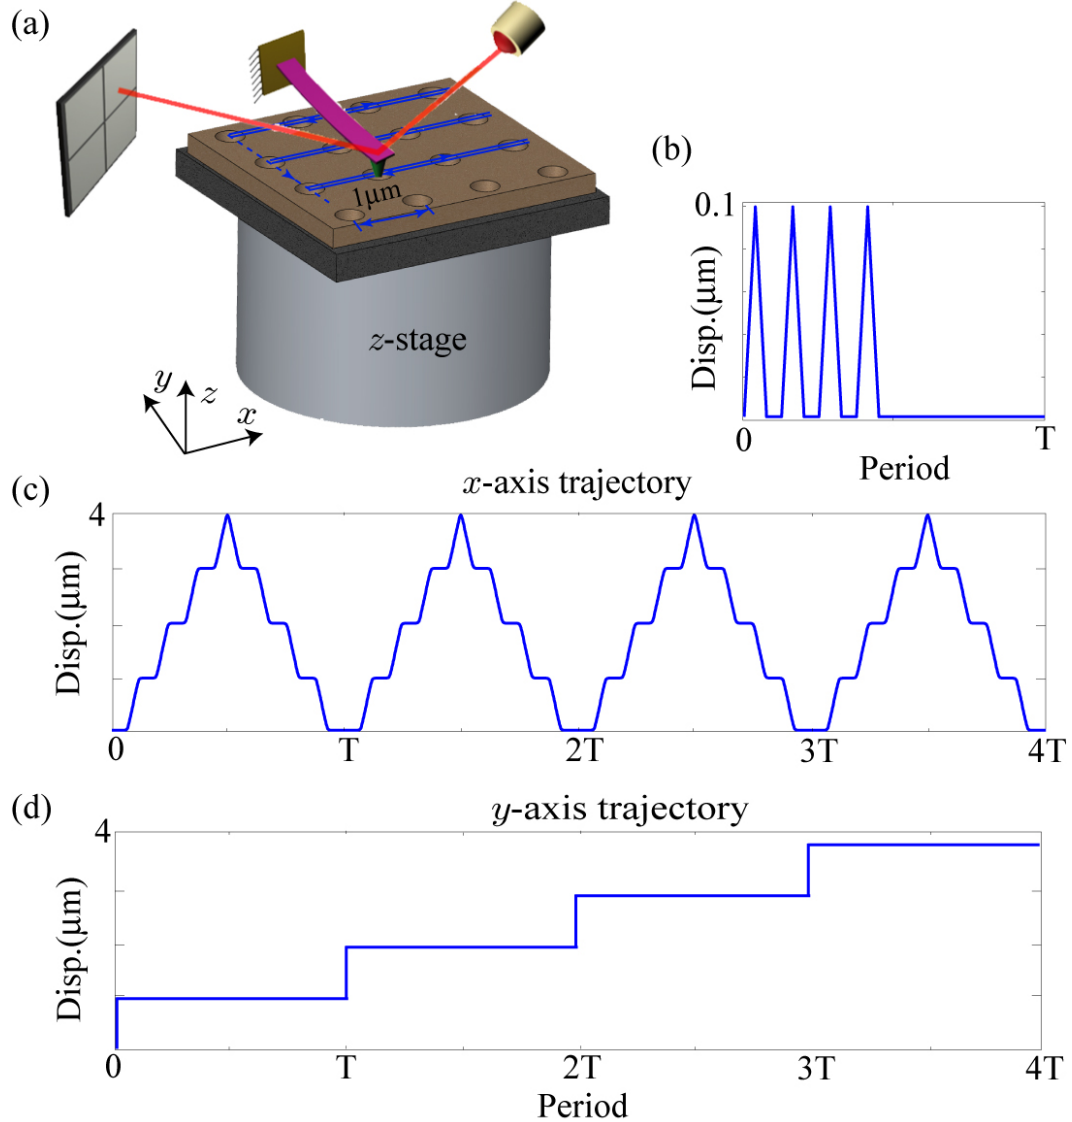 (a)
1μm
z-stage
y
z
x
(b)
0.1
Disp.(μm)
0
T
Period
(c)
x-axis trajectory
4
Disp.(μm)
0
T
2T
3T
4T
(d)
y-axis trajectory
4
Disp.(μm)
0
T
2T
3T
4T
Period